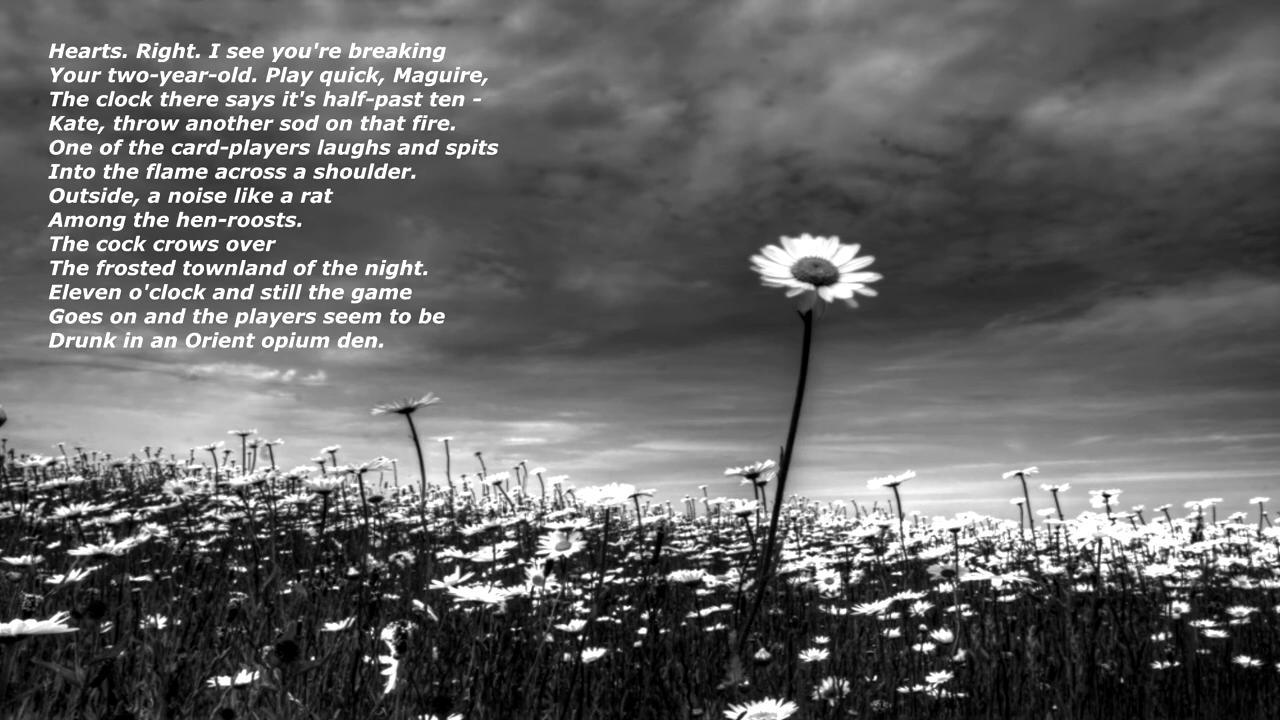 Hearts. Right. I see you're breaking
Your two-year-old. Play quick, Maguire,
The clock there says it's half-past ten -
Kate, throw another sod on that fire.
One of the card-players laughs and spits
Into the flame across a shoulder.
Outside, a noise like a rat
Among the hen-roosts.
The cock crows over
The frosted townland of the night.
Eleven o'clock and still the game
Goes on and the players seem to be
Drunk in an Orient opium den.